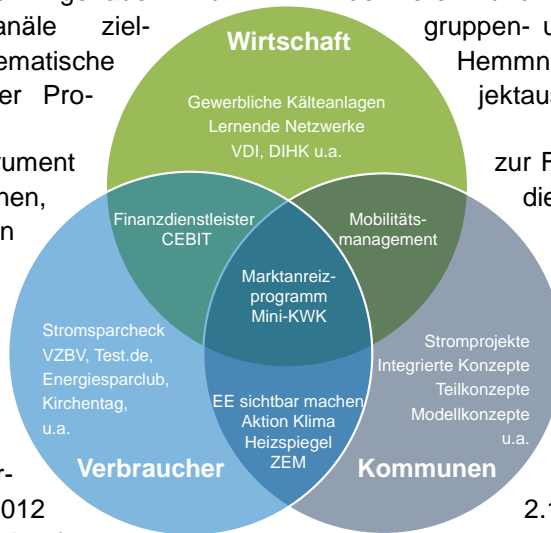 anäle ziel-
gruppen- u
ematische
Hemmn
er Pro-
jektaus
rument
zur F
nen,
die
n
Wirtschaft
Gewerbliche Kälteanlagen
Lernende Netzwerke
VDI, DIHK u.a.
Finanzdienstleister
CEBIT
Mobilitäts-
management
Marktanreiz-
programm
Mini-KWK
Stromsparcheck
VZBV, Test.de,
Energiesparclub,
Kirchentag,
u.a.
Stromprojekte
Integrierte Konzepte
Teilkonzepte
Modellkonzepte
u.a.
EE sichtbar machen
Aktion Klima
Heizspiegel
ZEM
Verbraucher
Kommunen
r-
012
2.1